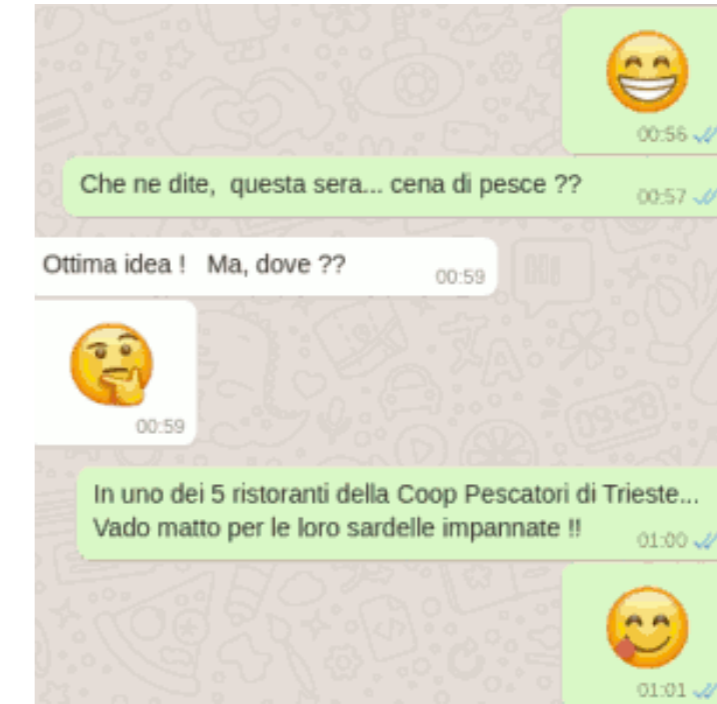 00:56
Che ne dite, questa sera... cena di pesce ??
00:57
Ottima idea ! Ma, dove ??
00:59
00:59
In uno dei 5 ristoranti della Coop Pescatori di Trieste...
Vado matto per le loro sardelle impannate !!
01:00
01:01